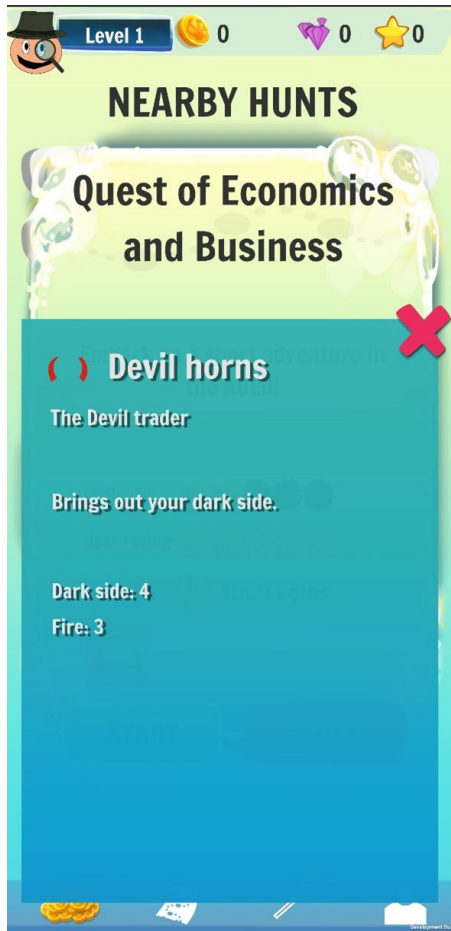 Level 1
0
0
0
NEARBY HUNTS
Quest of Economics
and Business
Devil horns
The Devil trader
Brings out your dark side.
Dark side: 4
Fire: 3
START